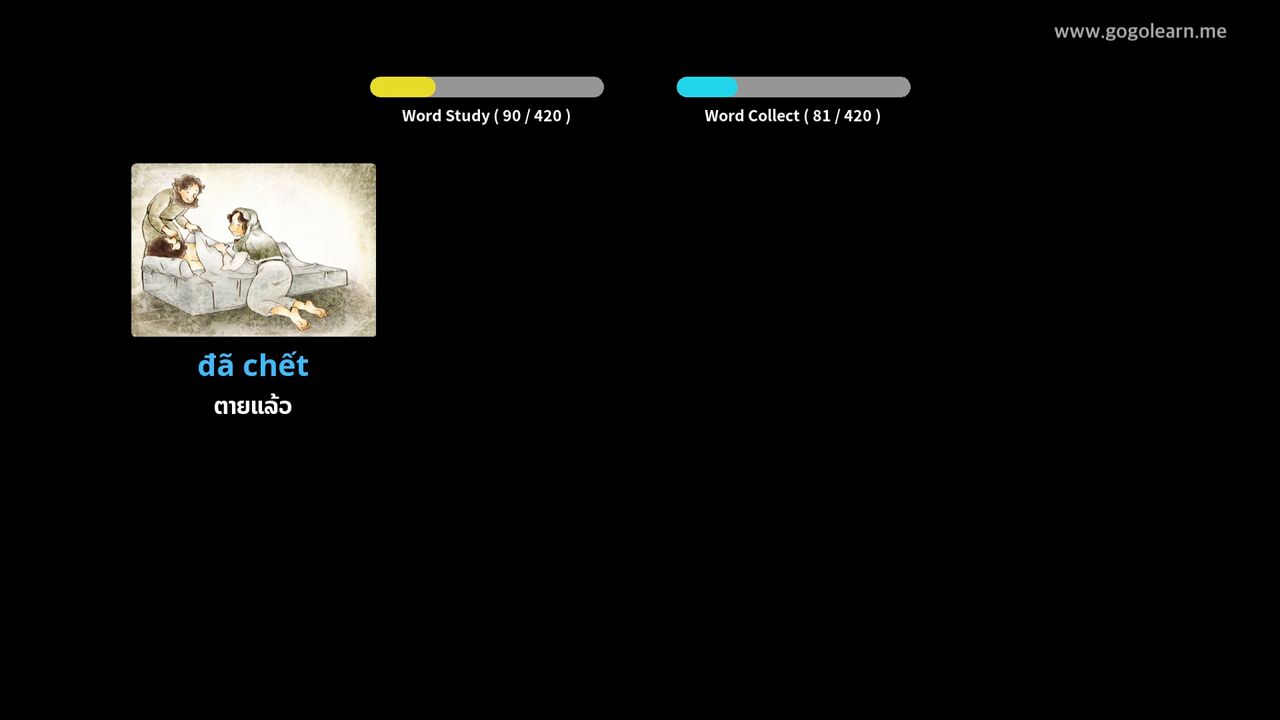 www.gogolearn.me
Word Study ( 90 / 420 )
Word Collect ( 81 / 420 )
đã chết
ตายแล้ว